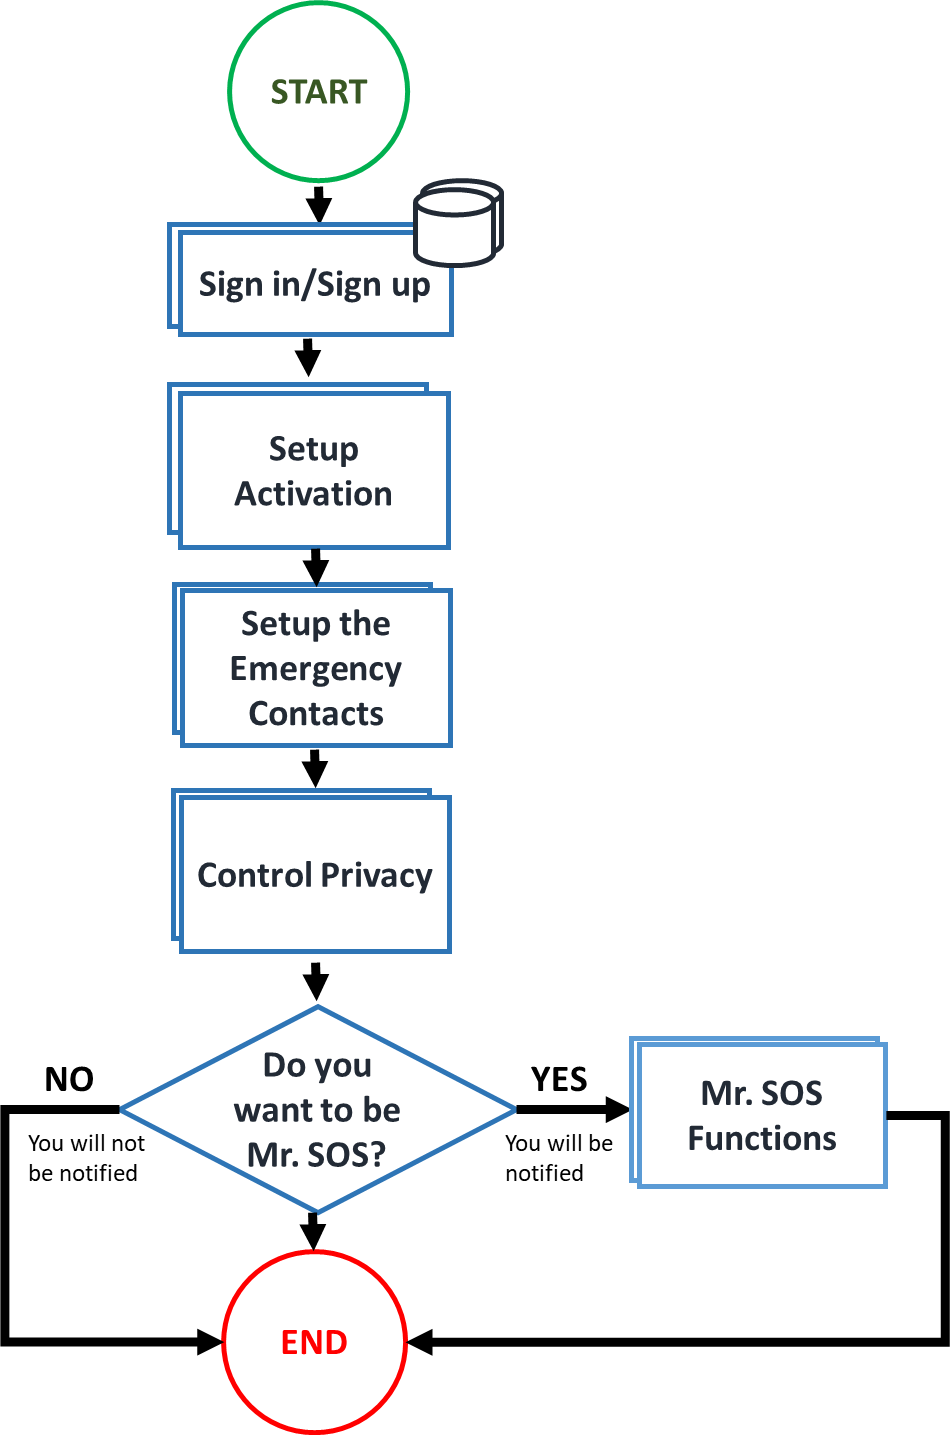 START
Sign in/Sign up
Setup
Activation
Setup the
Emergency
Contacts
Control Privacy
Do you
want to be
Mr. SOS?
NO
You will not
be notified
YES
You will be
notified
Mr. SOS
Functions
END